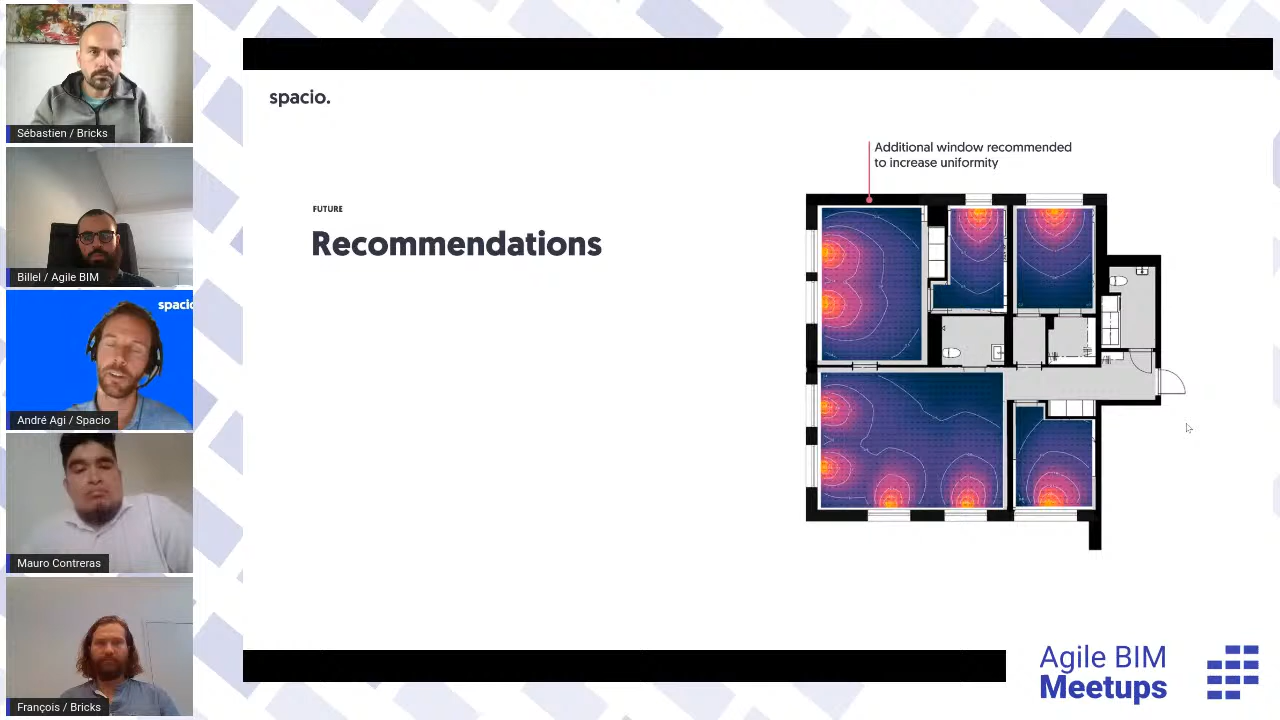 Sébastien / Bricks
Billel / Agile BIM
spacio
André Agi / Spacio
Mauro Contreras
François / Bricks
spacio.
FUTURE
Recommendations
Additional window recommended
to increase uniformity
Agile BIM
Meetups